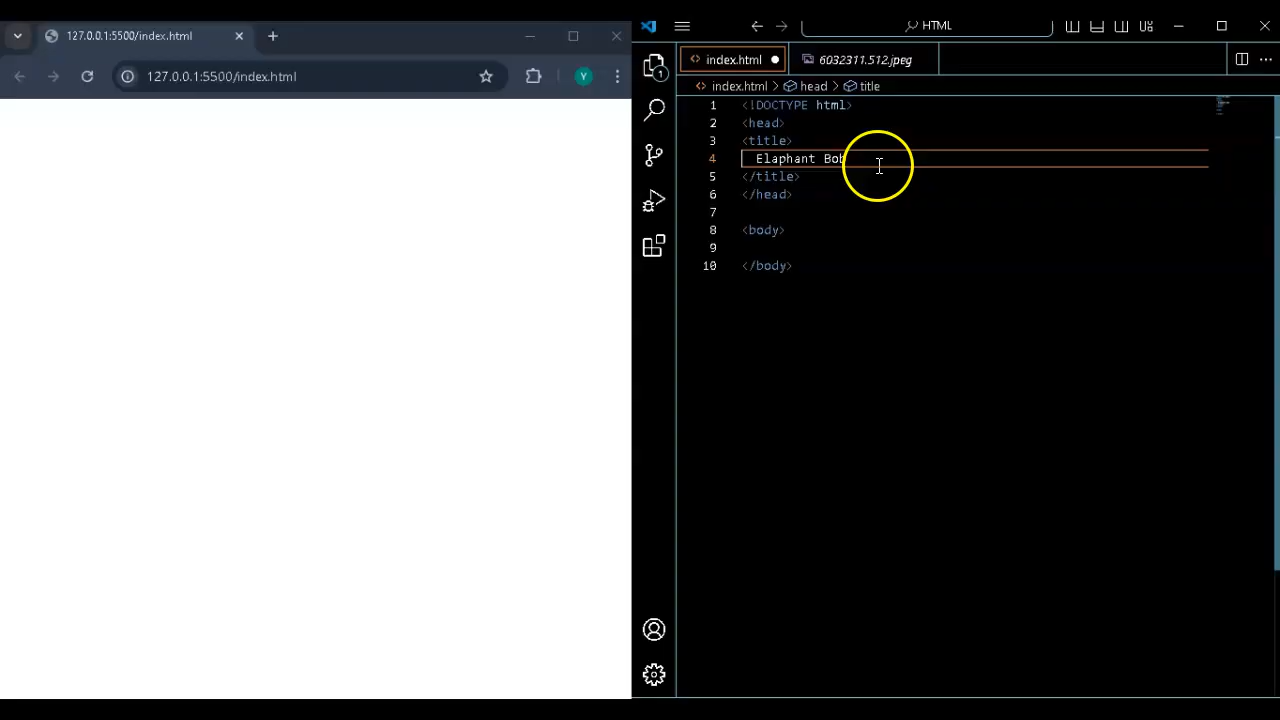 127.0.0.1:5500/index.html
127.0.0.1:5500/index.html
Y
HTML
index.html
6032311.512.jpeg
index.html > head > title
1
1 <!DOCTYPE html>
2 <head>
3 <title>
4 Elaphant Bob
5 </title>
6 </head>
7
8 <body>
9
10 </body>